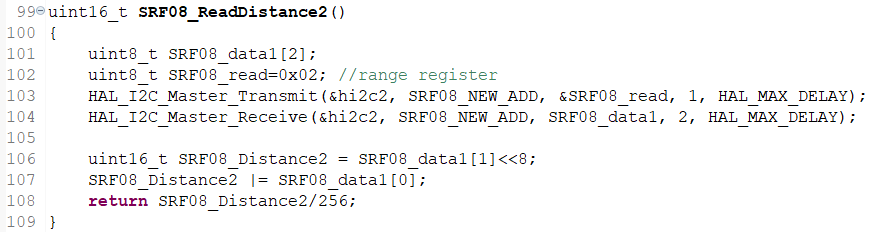 99 uint16_t SRF08_ReadDistance2()
100 {
101     uint8_t SRF08_data1[2];
102     uint8_t SRF08_read=0x02; //range register
103     HAL_I2C_Master_Transmit(&hi2c2, SRF08_NEW_ADD, &SRF08_read, 1, HAL_MAX_DELAY);
104     HAL_I2C_Master_Receive(&hi2c2, SRF08_NEW_ADD, SRF08_data1, 2, HAL_MAX_DELAY);
105
106     uint16_t SRF08_Distance2 = SRF08_data1[1]<<8;
107     SRF08_Distance2 |= SRF08_data1[0];
108     return SRF08_Distance2/256;
109 }